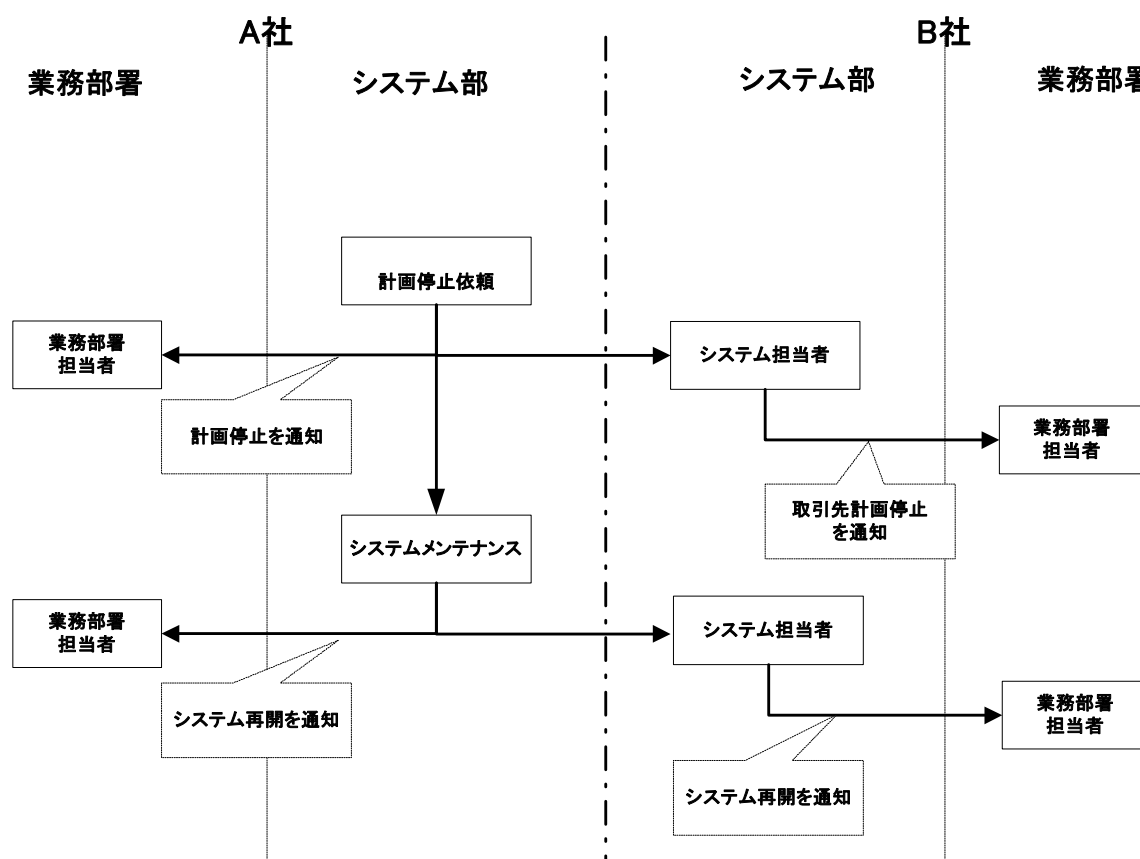 A社
B社
業務部署
システム部
システム部
業務部署
計画停止依頼
業務部署
担当者
システム担当者
計画停止を通知
業務部署
担当者
取引先計画停止
を通知
システムメンテナンス
業務部署
担当者
システム担当者
システム再開を通知
業務部署
担当者
システム再開を通知